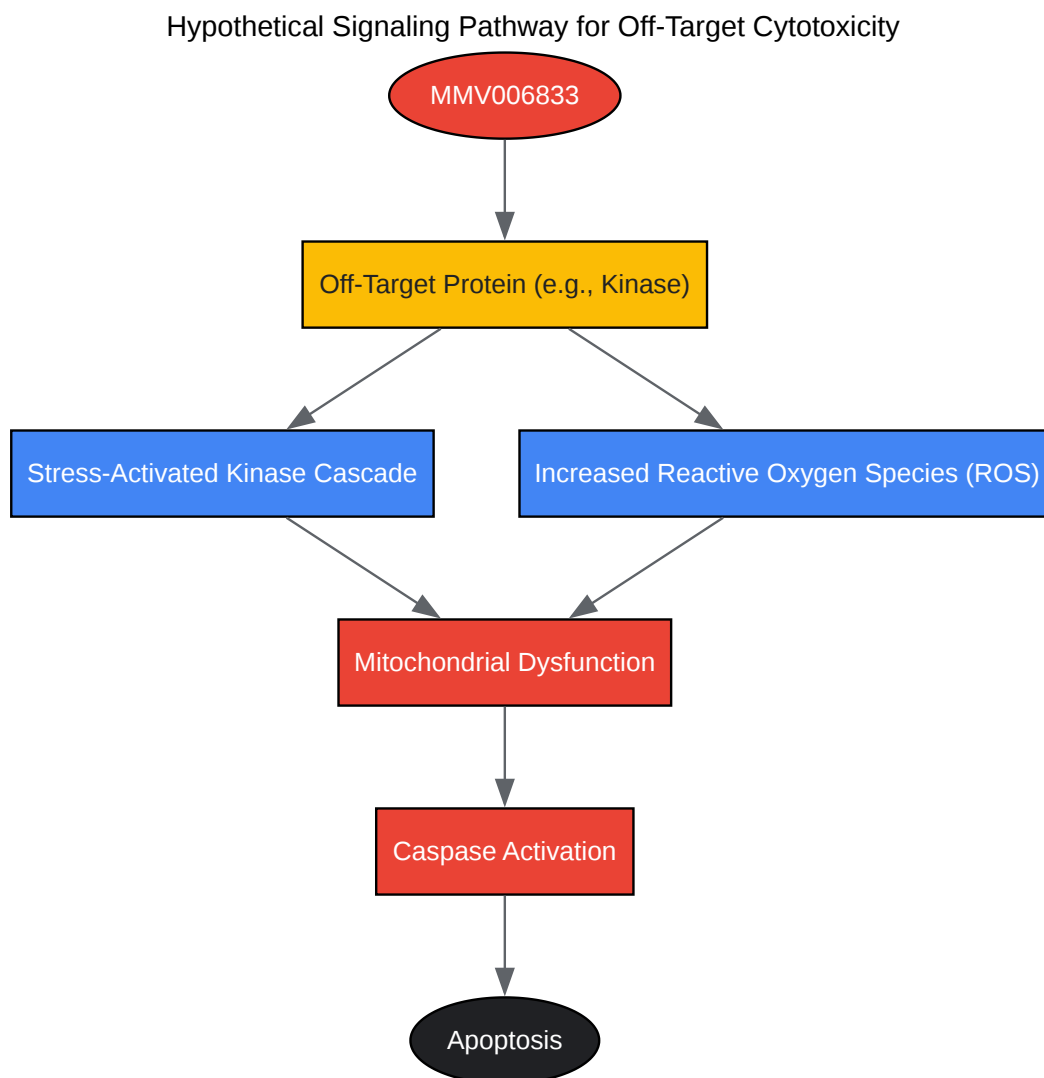 Hypothetical Signaling Pathway for Off-Target Cytotoxicity
MMV006833
Off-Target Protein (e.g., Kinase)
Stress-Activated Kinase Cascade
Increased Reactive Oxygen Species (ROS)
Mitochondrial Dysfunction
Caspase Activation
Apoptosis